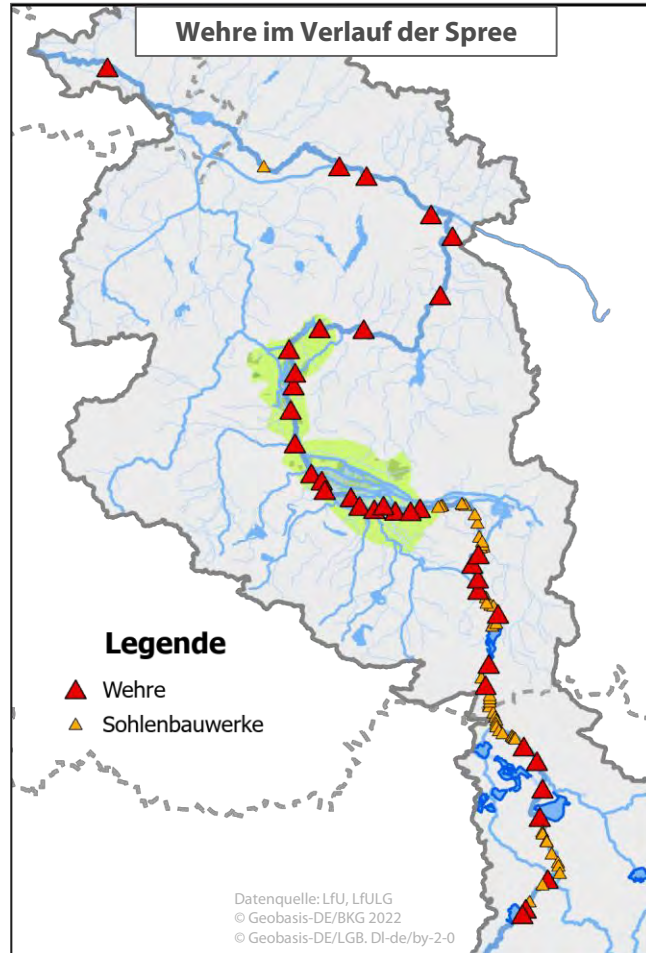 Wehre im Verlauf der Spree
Legende
Wehre
Sohlenbauwerke
Datenquelle: LfU, LfULG
© Geobasis-DE/BKG 2022
© Geobasis-DE/LGB. Dl-de/by-2-0